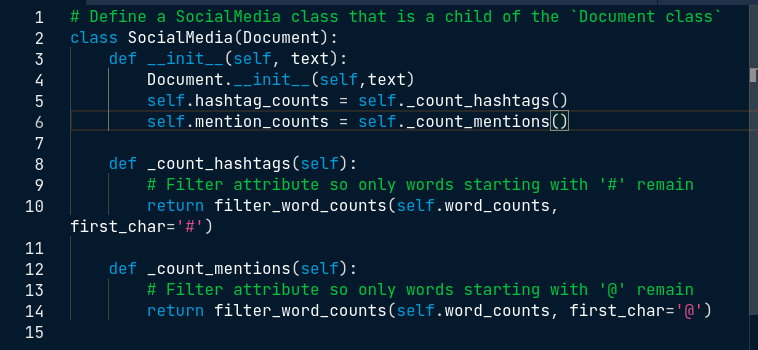 1 # Define a SocialMedia class that is a child of the `Document class`
2 class SocialMedia(Document):
3     def __init__(self, text):
4         Document.__init__(self,text)
5         self.hashtag_counts = self._count_hashtags()
6         self.mention_counts = self._count_mentions()
7
8     def _count_hashtags(self):
9         # Filter attribute so only words starting with '#' remain
10         return filter_word_counts(self.word_counts,
first_char='#')
11
12     def _count_mentions(self):
13         # Filter attribute so only words starting with '@' remain
14         return filter_word_counts(self.word_counts, first_char='@')
15